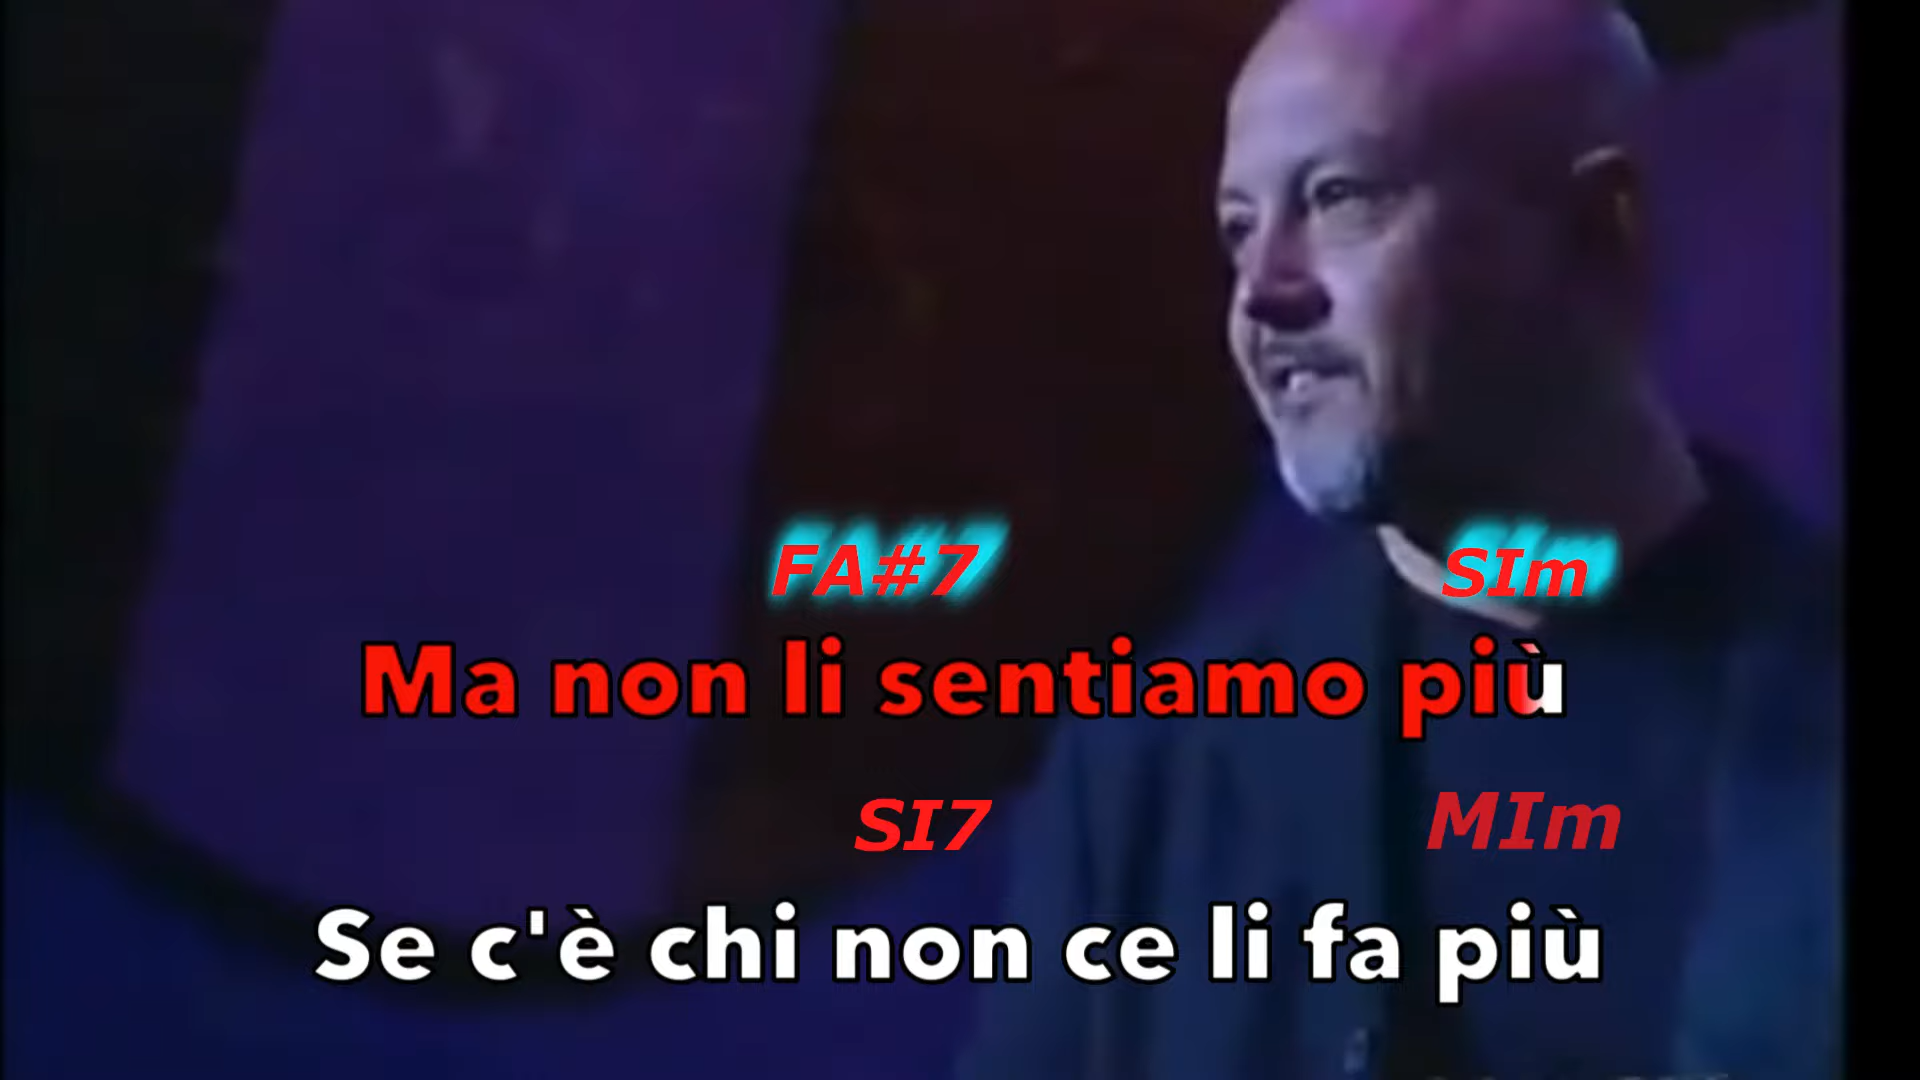 FA#7 SIm
Ma non li sentiamo più
SI7 MIm
Se c'è chi non ce li fa più